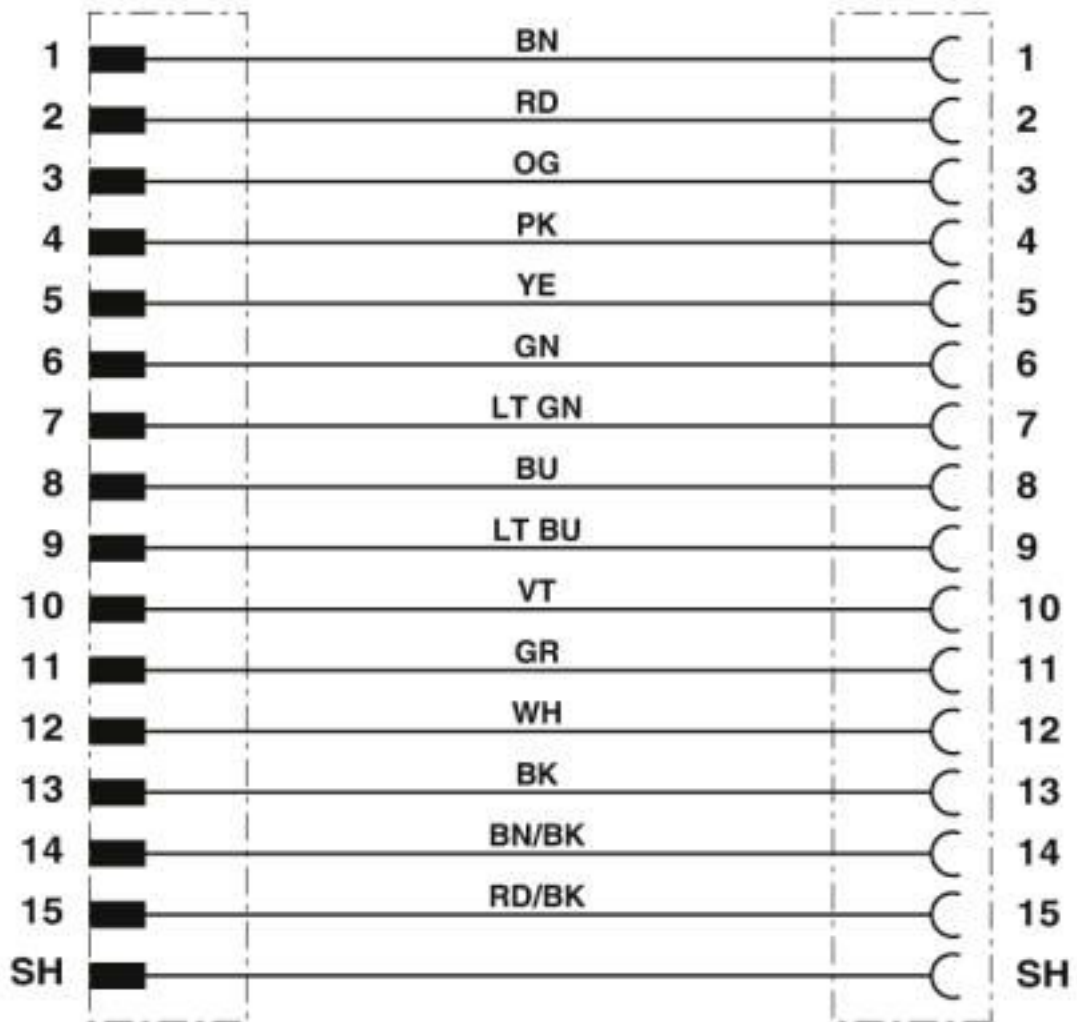 1 BN 1
2 RD 2
3 OG 3
4 PK 4
5 YE 5
6 GN 6
7 LT GN 7
8 BU 8
9 LT BU 9
10 VT 10
11 GR 11
12 WH 12
13 BK 13
14 BN/BK 14
15 RD/BK 15
SH SH